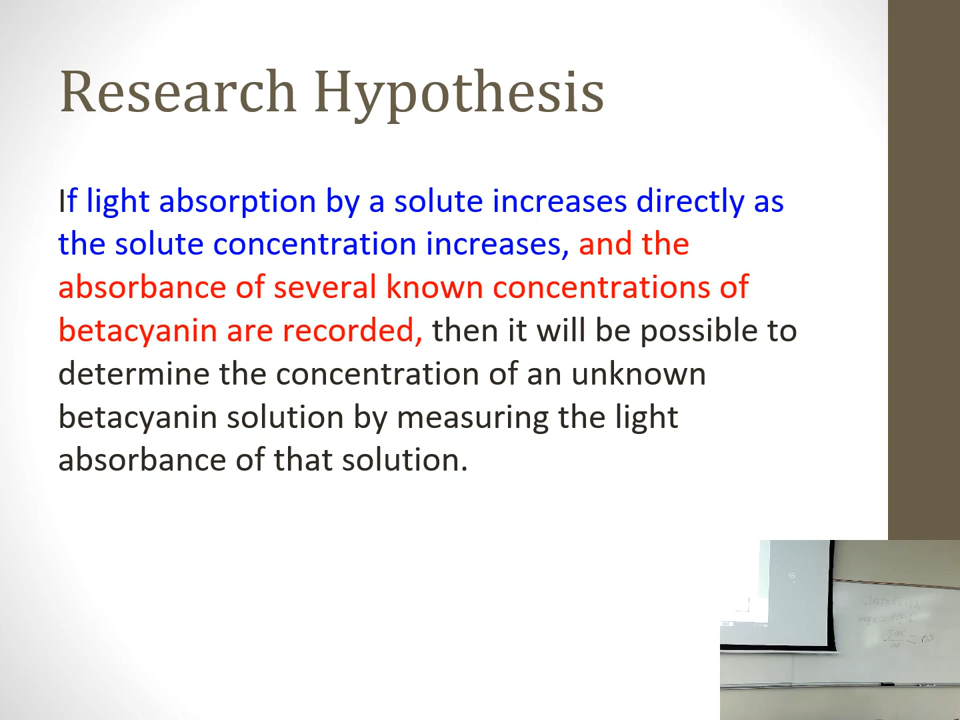 Research Hypothesis
If light absorption by a solute increases directly as
the solute concentration increases, and the
absorbance of several known concentrations of
betacyanin are recorded, then it will be possible to
determine the concentration of an unknown
betacyanin solution by measuring the light
absorbance of that solution.